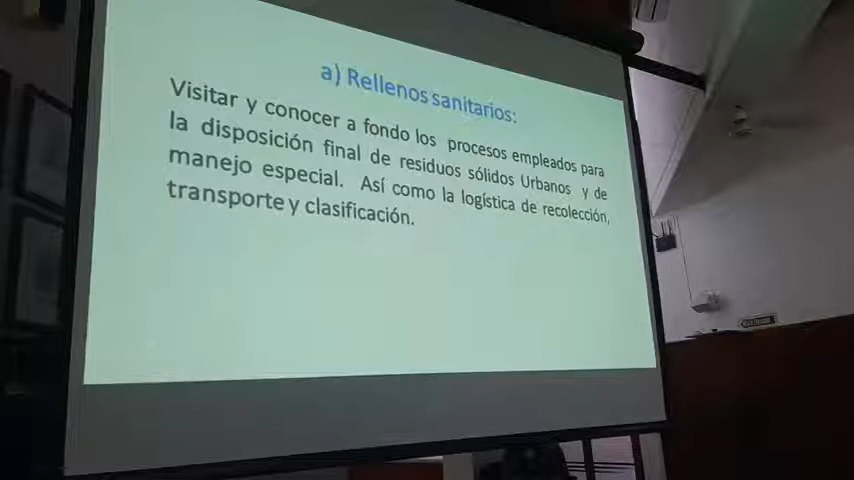 a) Rellenos sanitarios:
Visitar y conocer a fondo los procesos empleados para
la disposición final de residuos sólidos Urbanos y de
manejo especial. Así como la logística de recolección,
transporte y clasificación.